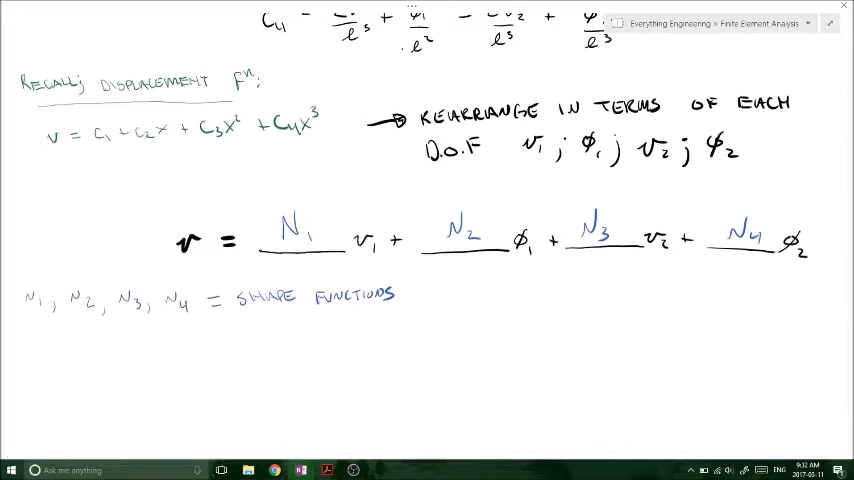 Everything Engineering > Finite Element Analysis
RECALL; DISPLACEMENT Fⁿ;
v = C₁ + C₂x + C₃x² + C₄x³
→ REARRANGE IN TERMS OF EACH
D.O.F v₁ ; ϕ₁ ; v₂ ; ϕ₂
v = N₁ v₁ + N₂ ϕ₁ + N₃ v₂ + N₄ ϕ₂
N₁, N₂, N₃, N₄ = SHAPE FUNCTIONS
Ask me anything
ENG
9:32 AM
2017-03-11